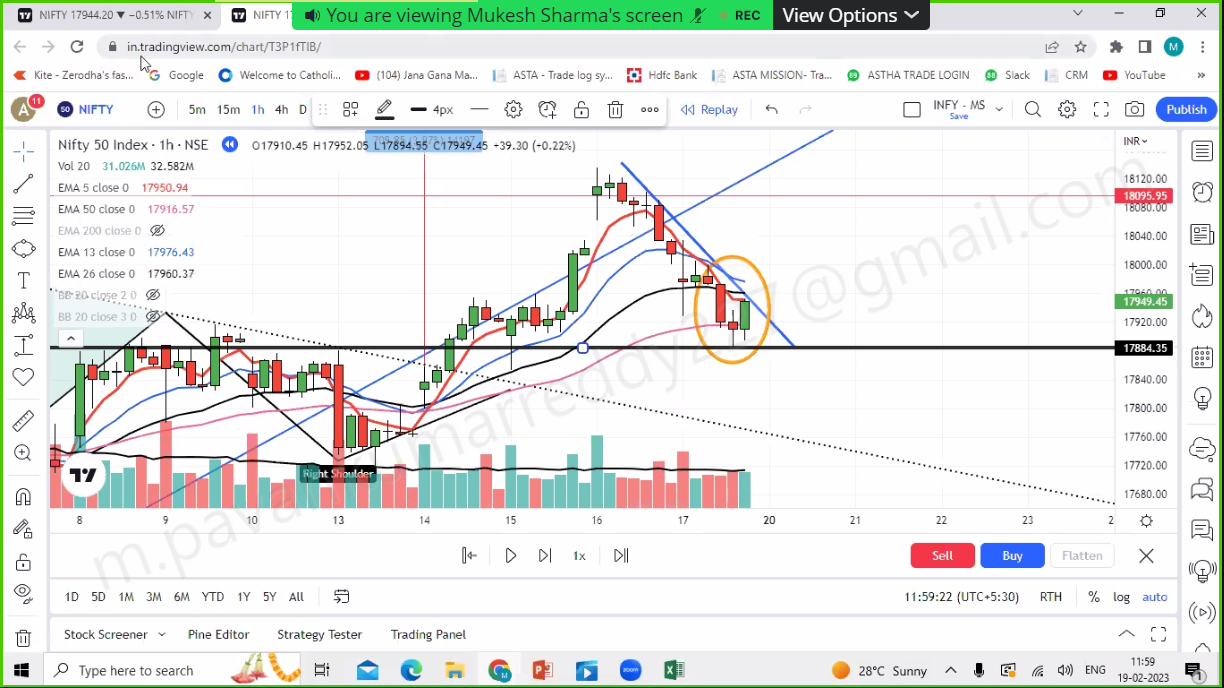 NIFTY 17944.20 ▼ −0.51% NIFTY
NIFTY 17
You are viewing Mukesh Sharma's screen
REC
View Options
in.tradingview.com/chart/T3P1fTIB/
M
Kite - Zerodha's fas...
Google
Welcome to Catholi...
(104) Jana Gana Ma...
ASTA - Trade log sy...
Hdfc Bank
ASTA MISSION- Tra...
ASTHA TRADE LOGIN
Slack
CRM
YouTube
»
A
11
50
NIFTY
5m
15m
1h
4h
D
4px
Replay
INFY - MS
Save
Publish
Nifty 50 Index · 1h · NSE
O17910.45 H17952.05 L17894.55 C17949.45 +39.30 (+0.22%)
Vol 20 31.026M 32.582M
EMA 5 close 0 17950.94
EMA 50 close 0 17916.57
EMA 200 close 0
EMA 13 close 0 17976.43
EMA 26 close 0 17960.37
BB 20 close 2 0
BB 20 close 3 0
INR
18120.00
18095.95
18080.00
18040.00
18000.00
17960.00
17949.45
17920.00
17884.35
17840.00
17800.00
17760.00
17720.00
17680.00
Right Shoulder
8
9
10
13
14
15
16
17
20
21
22
23
2
1x
Sell
Buy
Flatten
1D
5D
1M
3M
6M
YTD
1Y
5Y
All
11:59:22 (UTC+5:30)
RTH
%
log
auto
Stock Screener
Pine Editor
Strategy Tester
Trading Panel
Type here to search
zoom
28°C Sunny
ENG
11:59
19-02-2023
1